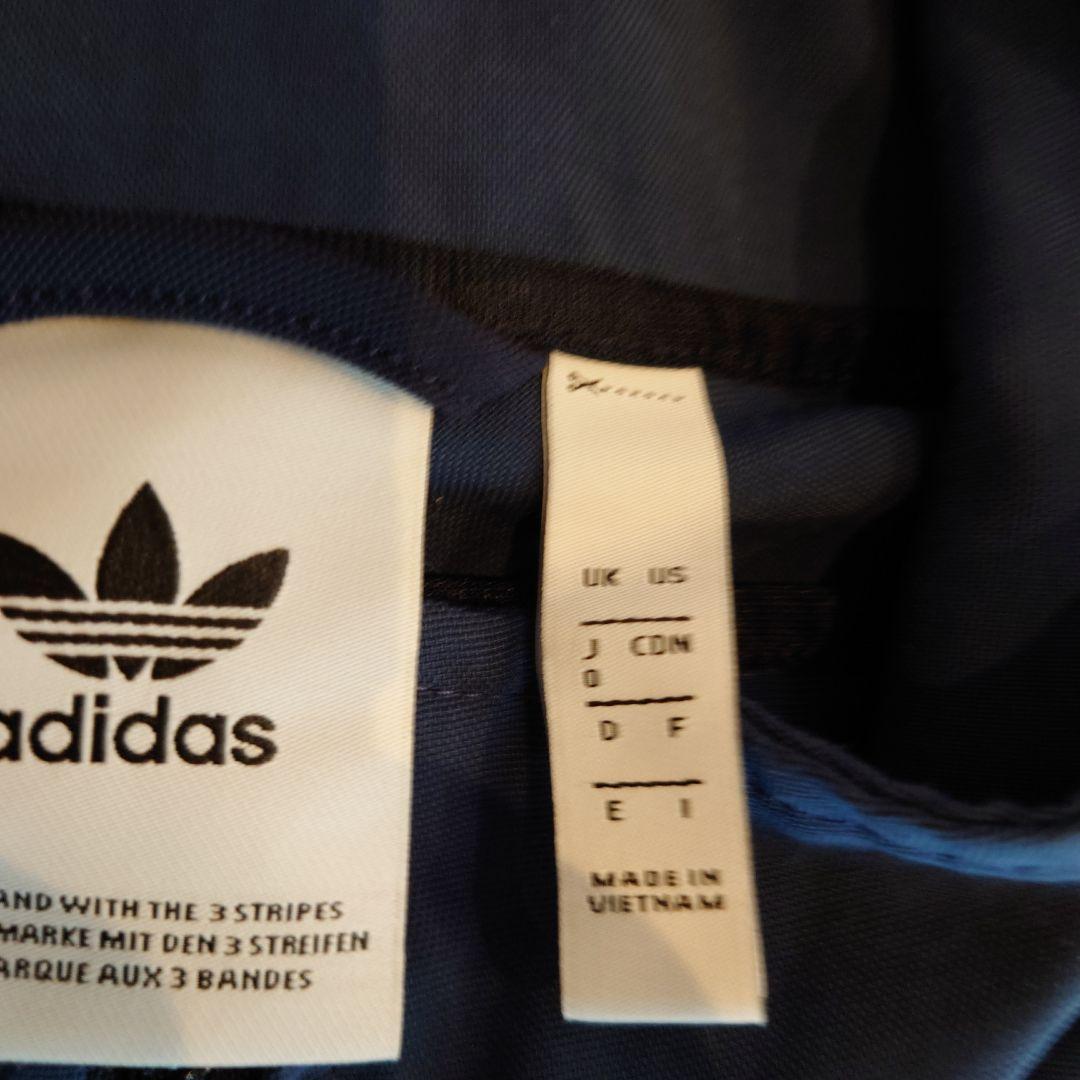 adidas
AND WITH THE 3 STRIPES
MARKE MIT DEN 3 STREIFEN
ARQUE AUX 3 BANDES
UK US
J CDN
0
D F
E I
MADE IN
VIETNAM